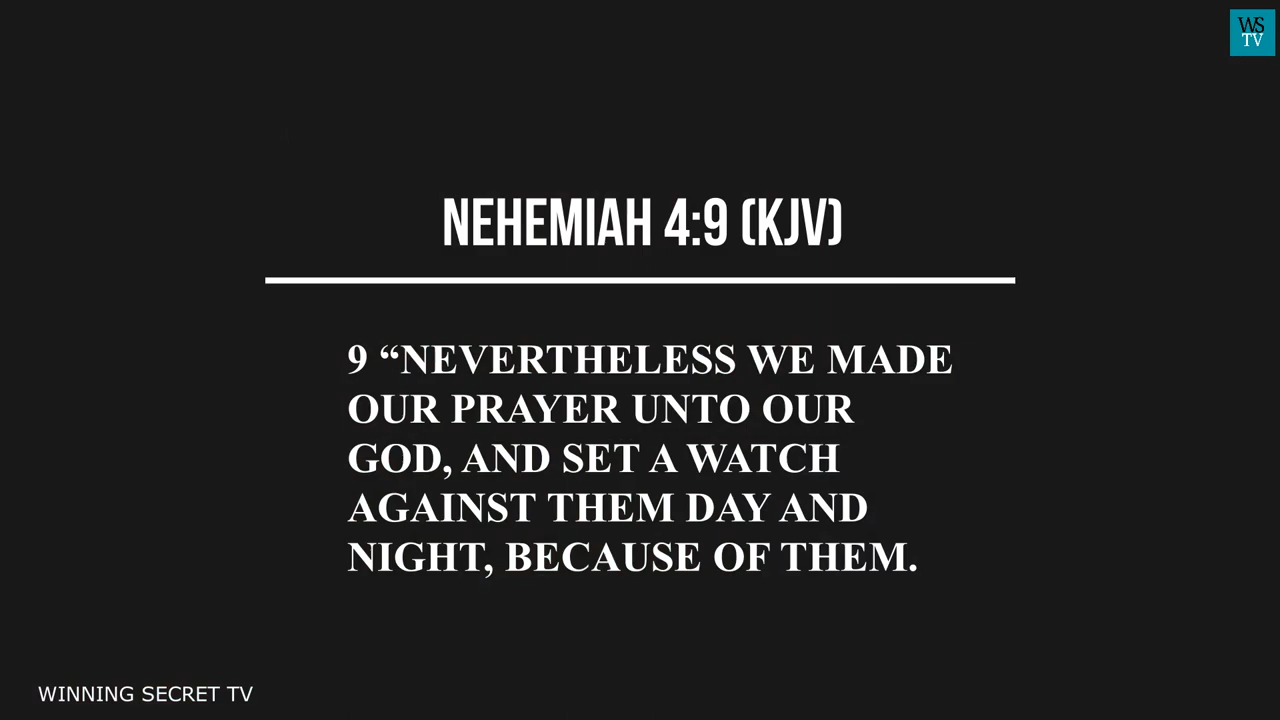 WS
TV
NEHEMIAH 4:9 (KJV)
9 “NEVERTHELESS WE MADE
OUR PRAYER UNTO OUR
GOD, AND SET A WATCH
AGAINST THEM DAY AND
NIGHT, BECAUSE OF THEM.
WINNING SECRET TV